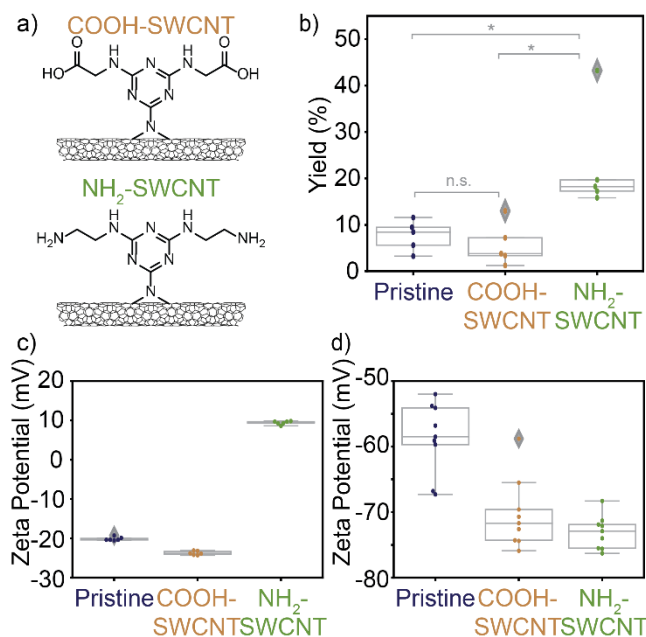 a) COOH-SWCNT
O
HO
H
N
H
N
O
OH
N
N
N
N
NH₂-SWCNT
H
N
H
N
H₂N
NH₂
N
N
N
N
b)
Yield (%)
50
40
30
20
10
0
*
*
n.s.
Pristine
COOH-
SWCNT
NH₂-
SWCNT
c)
Zeta Potential (mV)
20
10
0
-10
-20
-30
Pristine
COOH-
SWCNT
NH₂-
SWCNT
d)
Zeta Potential (mV)
-50
-60
-70
-80
Pristine
COOH-
SWCNT
NH₂-
SWCNT